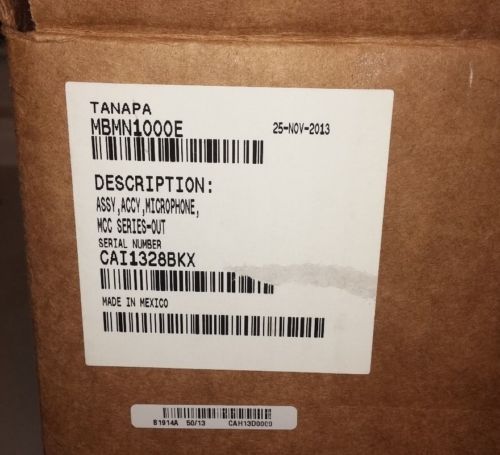 TANAPA
MBMN1000E 25-NOV-2013
DESCRIPTION:
ASSY,ACCY,MICROPHONE,
MCC SERIES-OUT
SERIAL NUMBER
CAI1328BKX
MADE IN MEXICO
B1914A 50/13 CAH13D0000